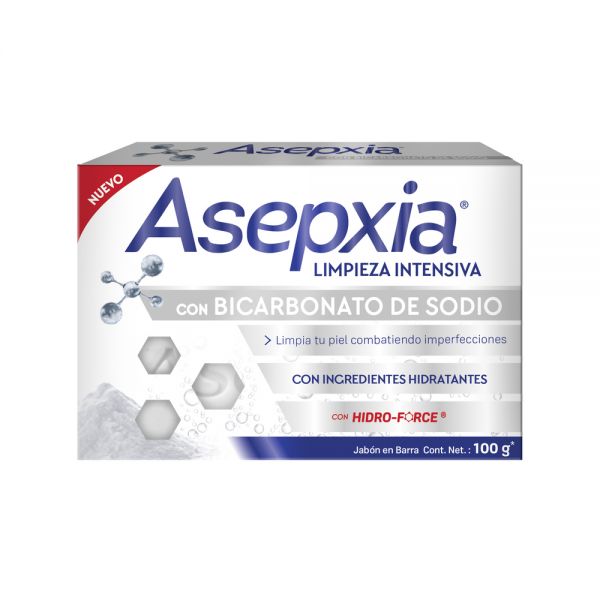 Asepxia
NUEVO
Asepxia®
LIMPIEZA INTENSIVA
CON BICARBONATO DE SODIO
> Limpia tu piel combatiendo imperfecciones
CON INGREDIENTES HIDRATANTES
CON HIDRO-FORCE®
Jabón en Barra Cont. Net.: 100 g*